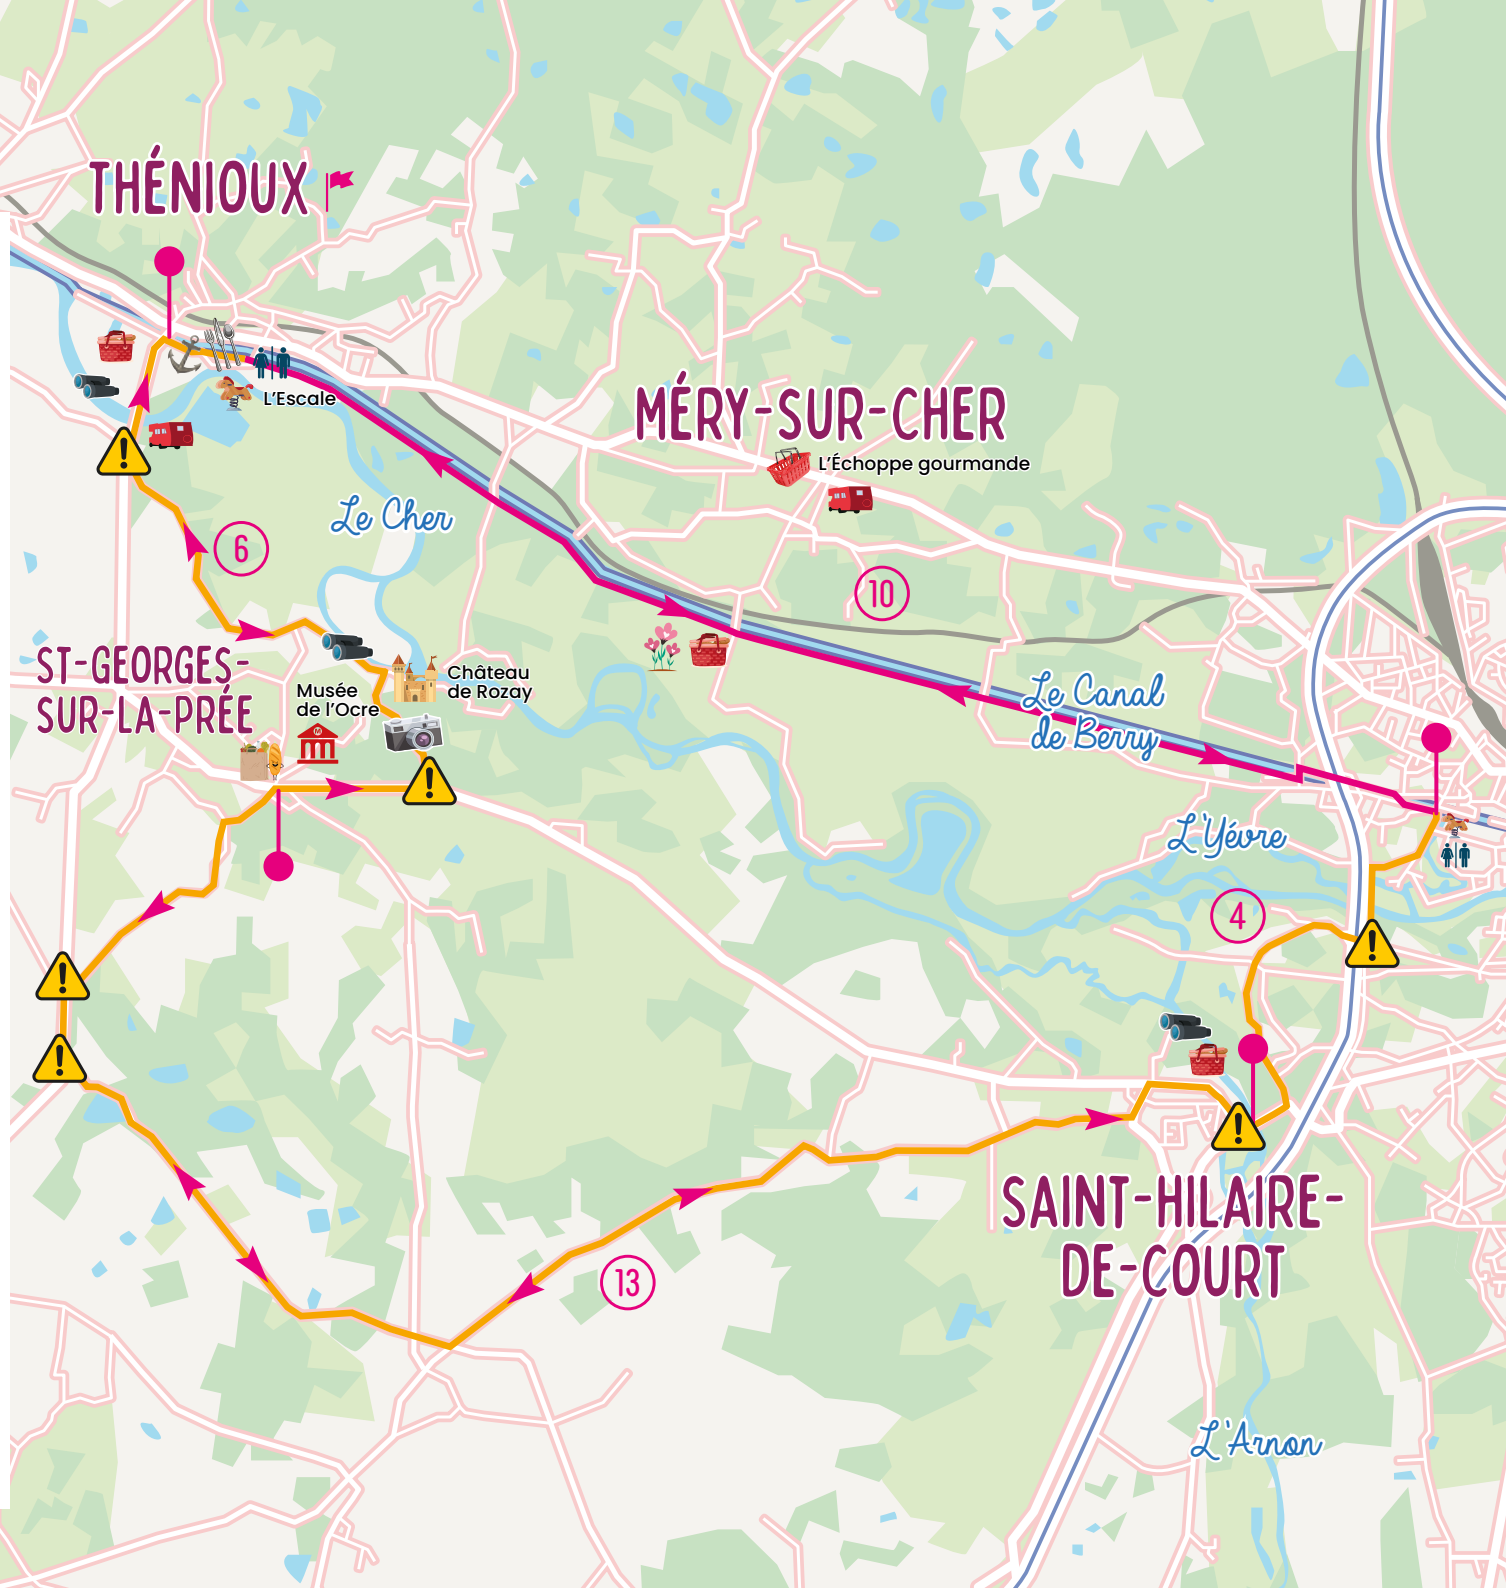 THÉNIOUX
L'Escale
MÉRY-SUR-CHER
L'Échoppe gourmande
Le Cher
6
10
ST-GEORGES-
SUR-LA-PRÉE
Musée
de l'Ocre
Château
de Rozay
M
Le Canal
de Berry
L'Yévre
4
SAINT-HILAIRE-
DE-COURT
13
L'Arnon